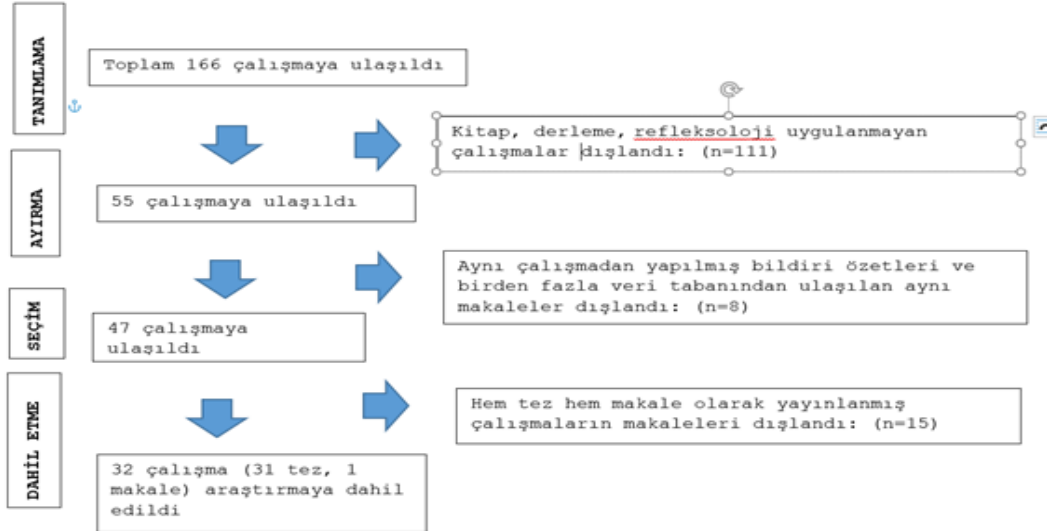 TANIMLAMA
Toplam 166 çalışmaya ulaşıldı
Kitap, derleme, refleksoloji uygulanmayan
çalışmalar dışlandı: (n=111)
AYIRMA
55 çalışmaya ulaşıldı
Aynı çalışmadan yapılmış bildiri özetleri ve
birden fazla veri tabanından ulaşılan aynı
makaleler dışlandı: (n=8)
SEÇİM
47 çalışmaya
ulaşıldı
Hem tez hem makale olarak yayınlanmış
çalışmaların makaleleri dışlandı: (n=15)
DAHİL ETME
32 çalışma (31 tez, 1
makale) araştırmaya dahil
edildi